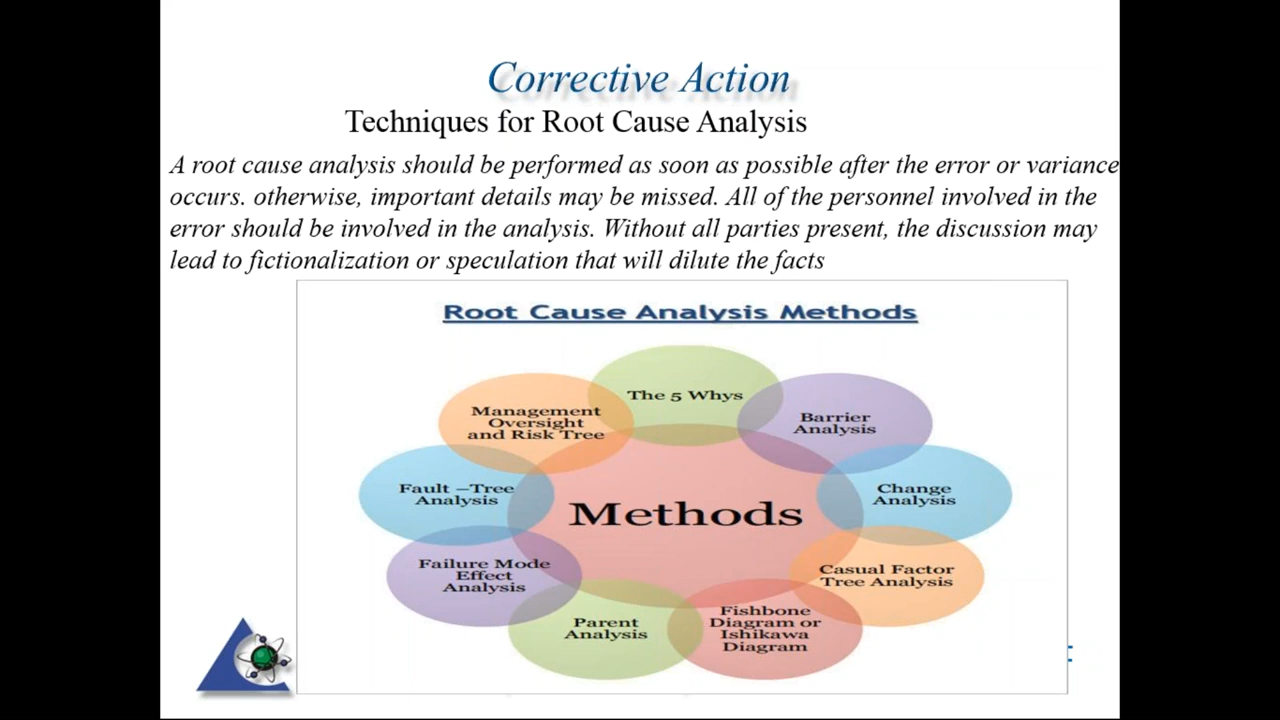 Corrective Action
Techniques for Root Cause Analysis
A root cause analysis should be performed as soon as possible after the error or variance
occurs. otherwise, important details may be missed. All of the personnel involved in the
error should be involved in the analysis. Without all parties present, the discussion may
lead to fictionalization or speculation that will dilute the facts
Root Cause Analysis Methods
The 5 Whys
Barrier
Analysis
Change
Analysis
Casual Factor
Tree Analysis
Fishbone
Diagram or
Ishikawa
Diagram
Parent
Analysis
Failure Mode
Effect
Analysis
Fault –Tree
Analysis
Management
Oversight
and Risk Tree
Methods